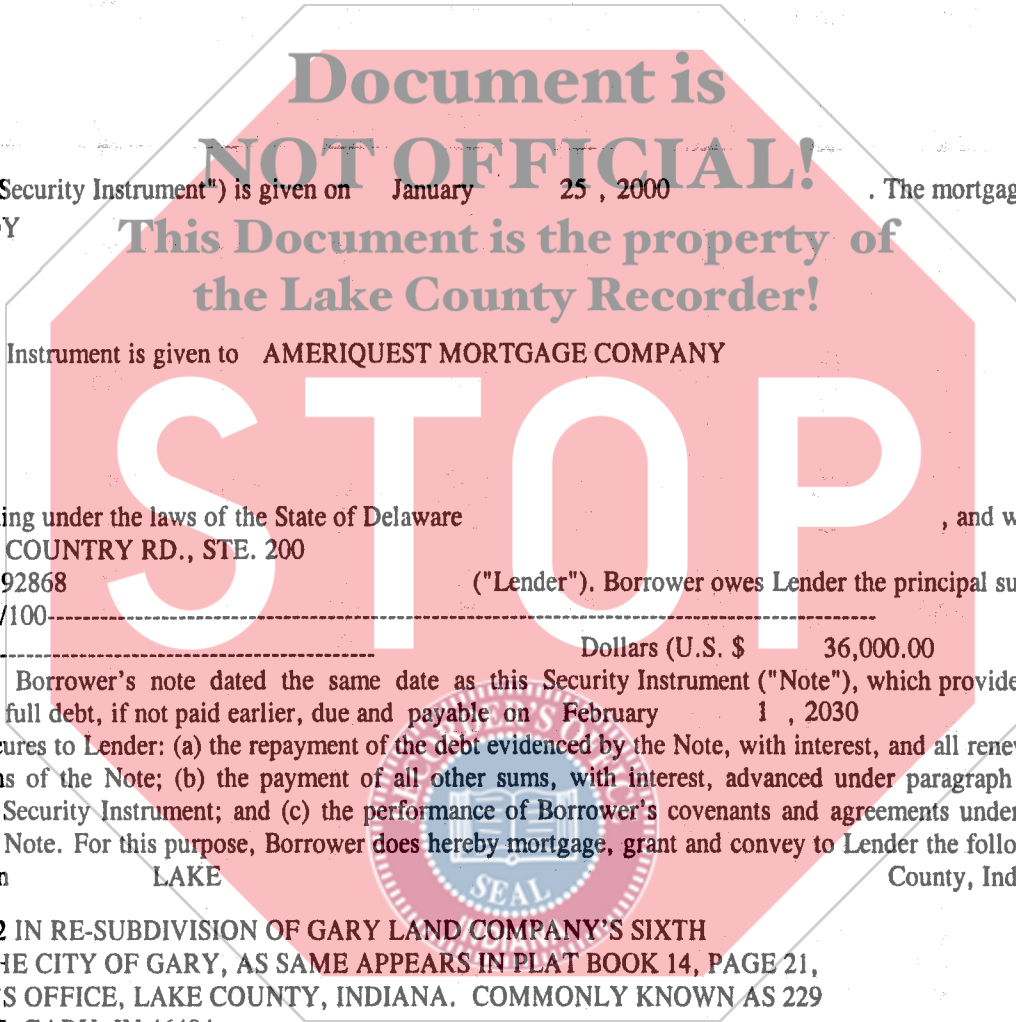 Document is
NOT OFFICIAL!
Security Instrument") is given on January 25 , 2000 . The mortgag
Y
This Document is the property of
the Lake County Recorder!
Instrument is given to AMERIQUEST MORTGAGE COMPANY
STOP
ing under the laws of the State of Delaware , and w
COUNTRY RD., STE. 200
92868 ("Lender"). Borrower owes Lender the principal su
/100--------------------------------------------------------------
-------------------------------------------- Dollars (U.S. $ 36,000.00
Borrower's note dated the same date as this Security Instrument ("Note"), which provide
full debt, if not paid earlier, due and payable on February 1 , 2030
ures to Lender: (a) the repayment of the debt evidenced by the Note, with interest, and all renew
s of the Note; (b) the payment of all other sums, with interest, advanced under paragraph
Security Instrument; and (c) the performance of Borrower's covenants and agreements under
Note. For this purpose, Borrower does hereby mortgage, grant and convey to Lender the follo
n LAKE County, Ind
RECORDER'S OFFICE
SEAL
INDIANA
2 IN RE-SUBDIVISION OF GARY LAND COMPANY'S SIXTH
HE CITY OF GARY, AS SAME APPEARS IN PLAT BOOK 14, PAGE 21,
'S OFFICE, LAKE COUNTY, INDIANA. COMMONLY KNOWN AS 229